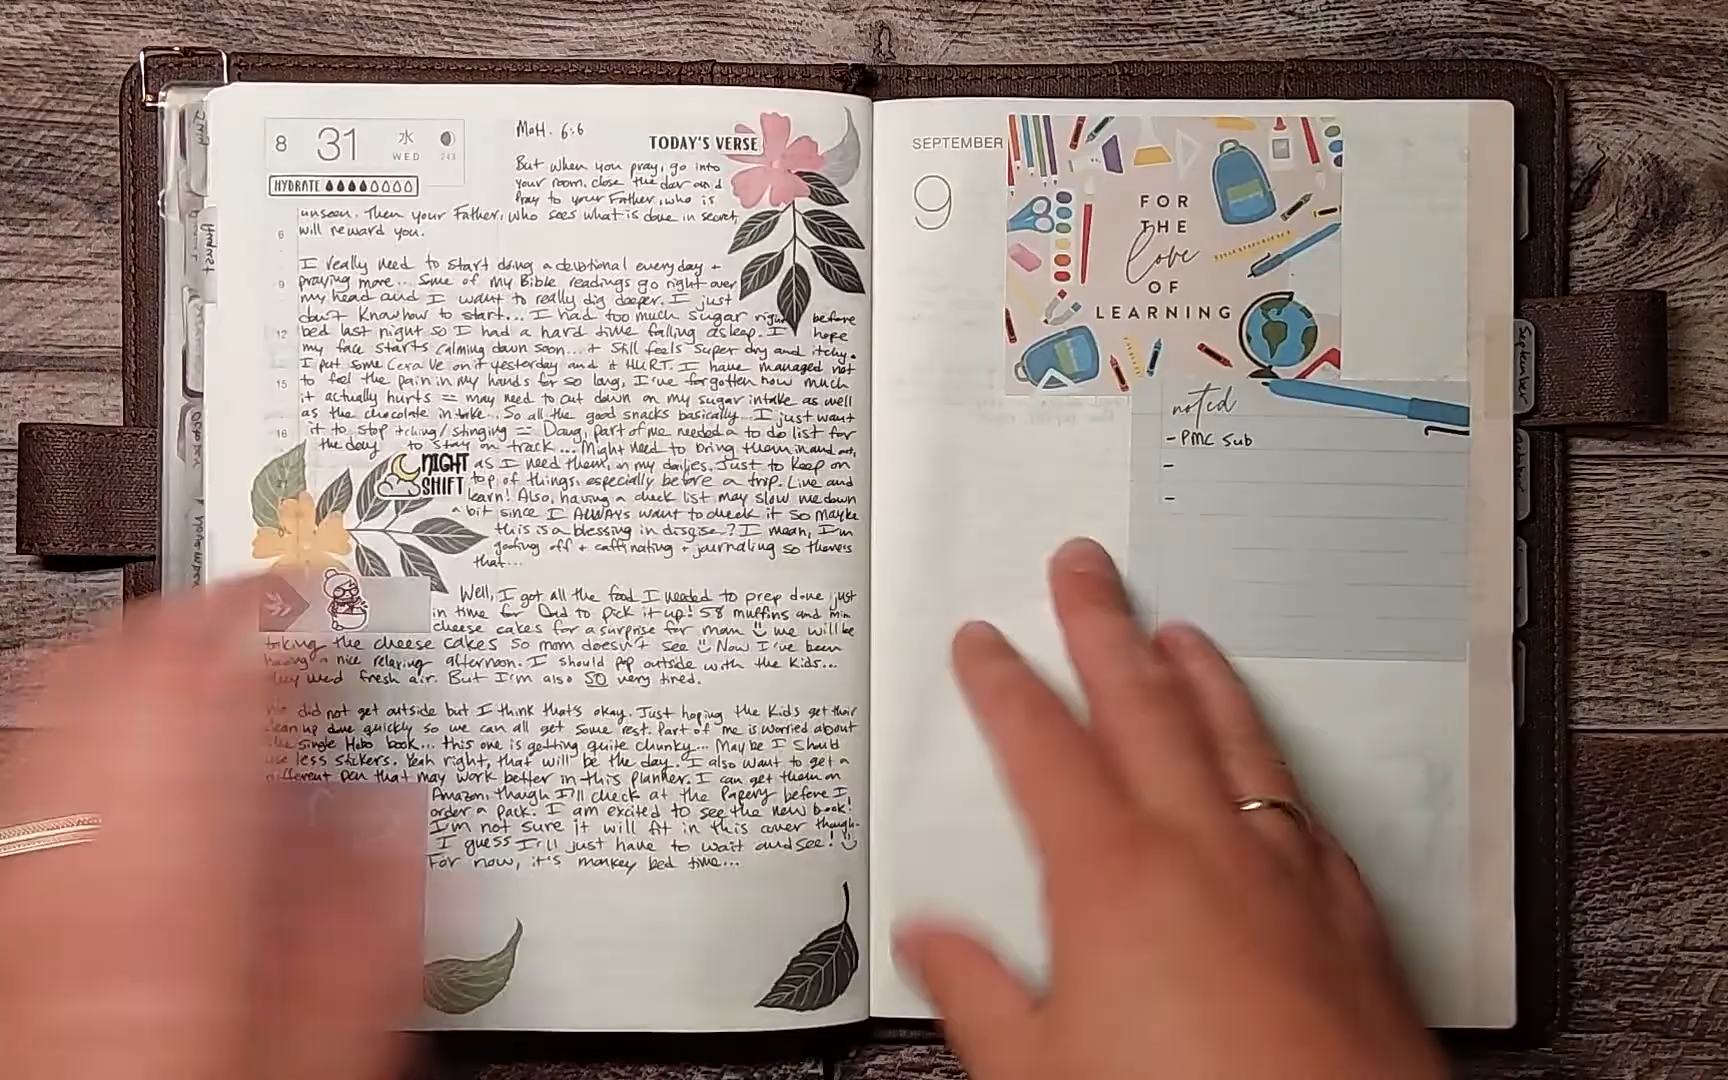 8 31 水 WED 243
HYDRATE
Matt. 6:6
TODAY'S VERSE
But when you pray, go into
your room, close the door and
Pray to your Father, who is
unseen. Then your Father, who sees what is done in secret,
will reward you.
6
I really need to start doing a devotional every day +
praying more... Some of my Bible readings go right over
9
my head and I want to really dig deeper. I just
don't know how to start... I had too much sugar right before
12
bed last night so I had a hard time falling asleep. I hope
my face starts calming down soon... it still feels super dry and itchy.
I put some CeraVe on it yesterday and it HURT. I have managed not
15
to feel the pain in my hands for so long, I've forgotten how much
it actually hurts = may need to cut down on my sugar intake as well
as the chocolate intake... So all the good snacks basically... I just want
it to stop itching/stinging = Dang, part of me needed a to do list for
18
the day to stay on track... Might need to bring them in and out,
NIGHT SHIFT
as I need them, in my dailies. Just to keep on
top of things, especially before a trip. Live and
learn! Also, having a check list may slow me down
a bit since I ALWAYS want to check it so maybe
this is a blessing in disgise? I mean, I'm
goofing off + caffinating + journaling so theres
that...
Well, I got all the food I needed to prep done just
in time for Dad to pick it up! 58 muffins and mini
cheese cakes for a surprise for mom we will be
taking the cheese cakes so mom doesn't see Now I've been
having a nice relaxing afternoon. I should pop outside with the kids...
they need fresh air. But I'm also SO very tired.
We did not get outside but I think that's okay. Just hoping the kids get their
clean up done quickly so we can all get some rest. Part of me is worried about
the single Hobo book... this one is getting quite chunky... Maybe I should
use less stickers. Yeah right, that will be the day. I also want to get a
different pen that may work better in this planner. I can get them on
Amazon, though I'll check at the Papery before I
order a pack. I am excited to see the new book!
I'm not sure it will fit in this cover though.
I guess I'll just have to wait and see!
For now, it's monkey bed time...
SEPTEMBER
9
FOR
THE
love
OF
LEARNING
noted
- PMC Sub
-
-
September